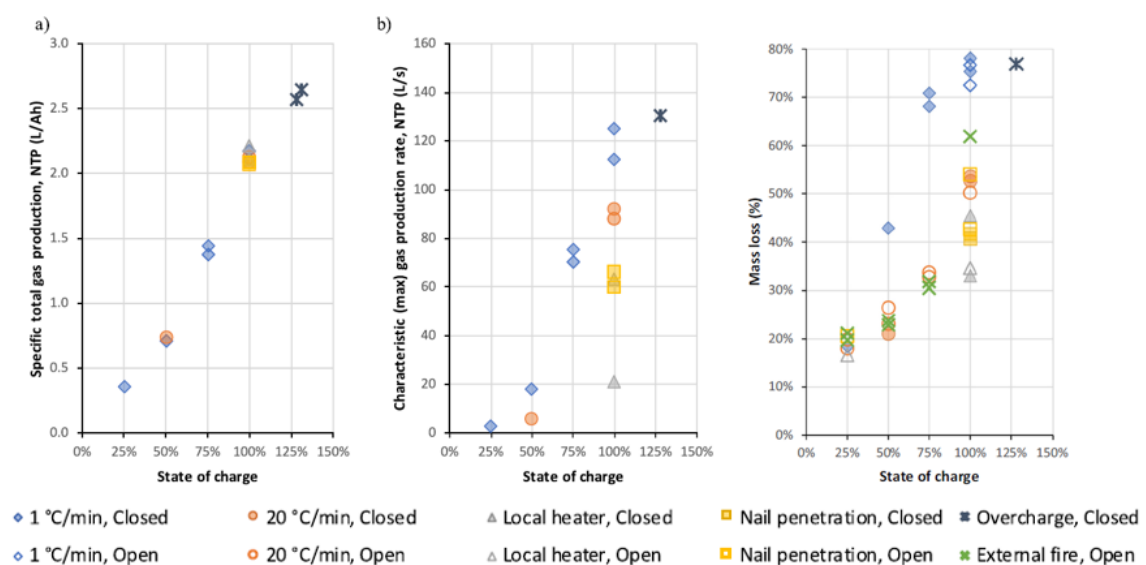 a)
Specific total gas production, NTP (L/Ah)
3.0
2.5
2.0
1.5
1.0
0.5
0.0
0% 25% 50% 75% 100% 125% 150%
State of charge
b)
Characteristic (max) gas production rate, NTP (L/s)
160
140
120
100
80
60
40
20
0
0% 25% 50% 75% 100% 125% 150%
State of charge
Mass loss (%)
80%
70%
60%
50%
40%
30%
20%
10%
0%
0% 25% 50% 75% 100% 125% 150%
State of charge
1 °C/min, Closed 20 °C/min, Closed Local heater, Closed Nail penetration, Closed Overcharge, Closed
1 °C/min, Open 20 °C/min, Open Local heater, Open Nail penetration, Open External fire, Open